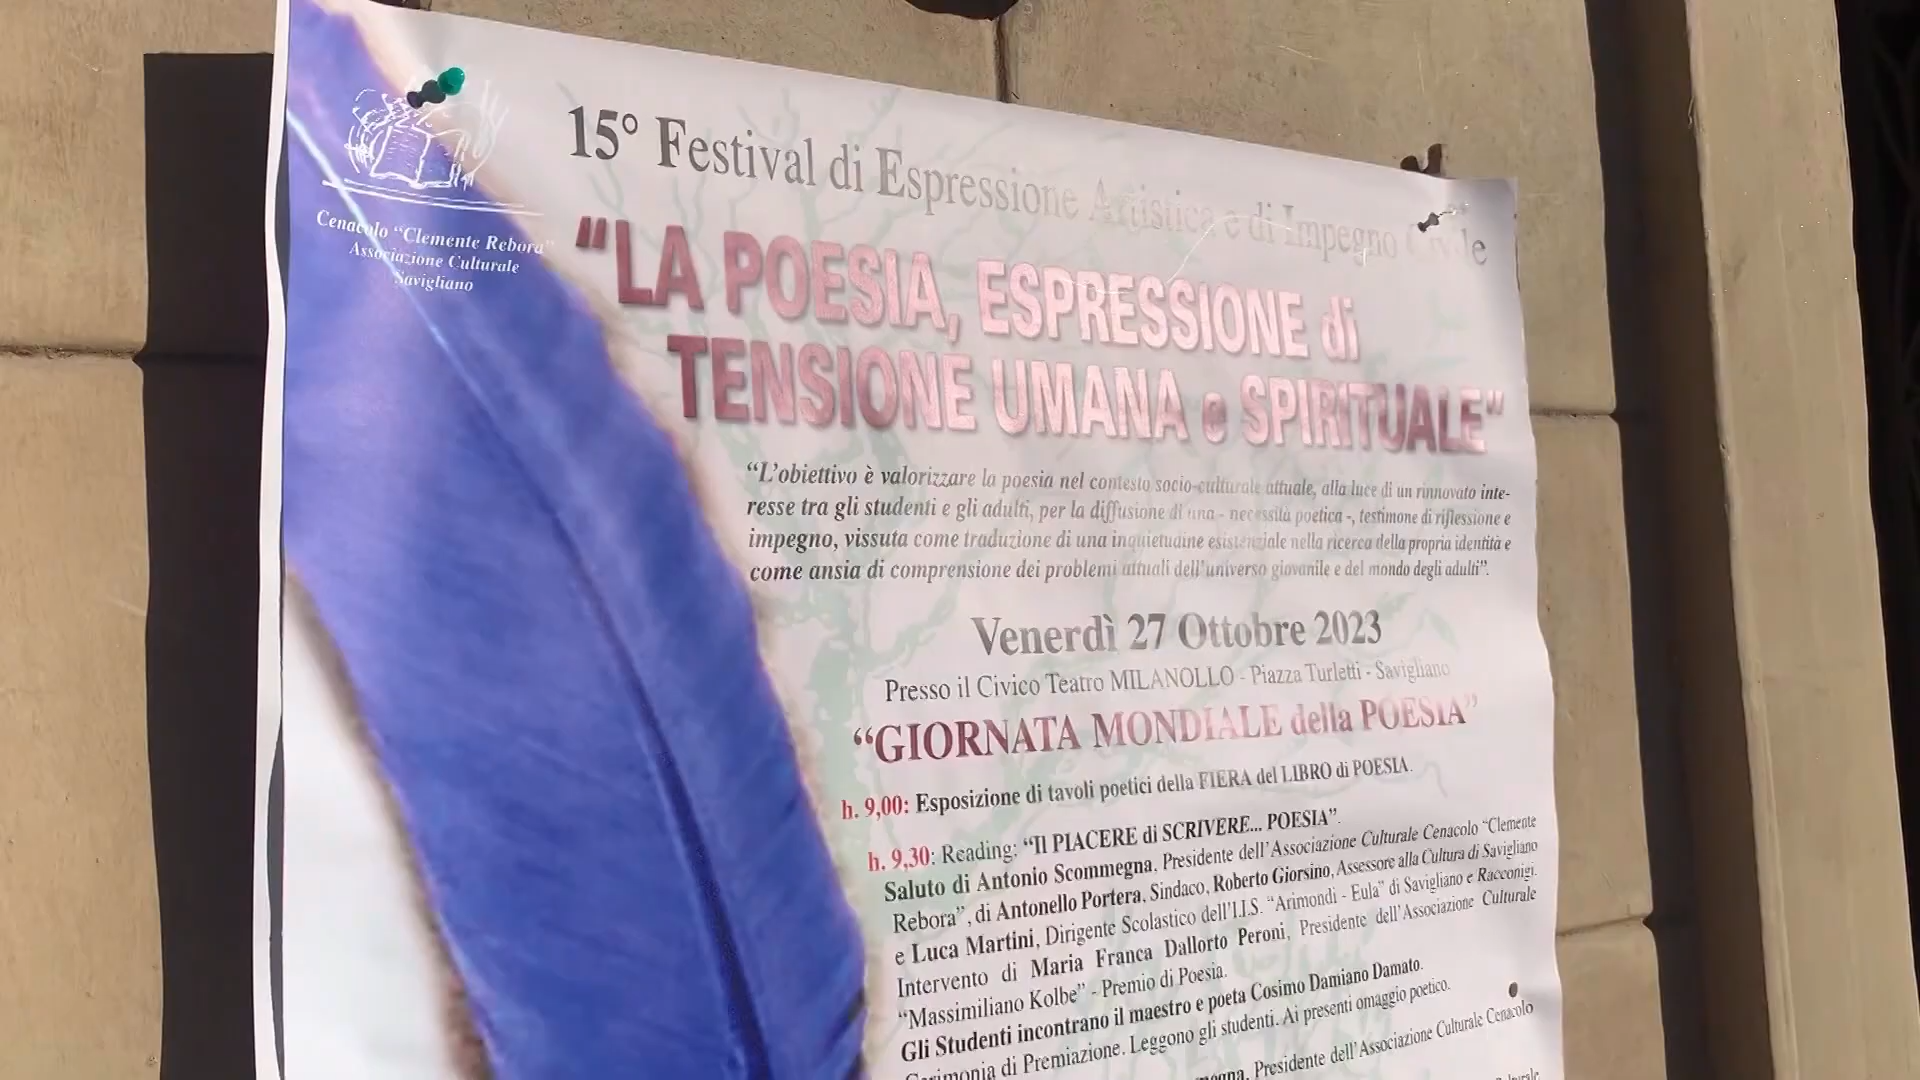 Cenacolo “Clemente Rebora”
Associazione Culturale
Savigliano
15° Festival di Espressione Artistica e di Impegno Civile
“LA POESIA, ESPRESSIONE di
TENSIONE UMANA e SPIRITUALE”
“L’obiettivo è valorizzare la poesia nel contesto socio-culturale attuale, alla luce di un rinnovato inte-
resse tra gli studenti e gli adulti, per la diffusione di una - necessità poetica -, testimone di riflessione e
impegno, vissuta come traduzione di una inquietudine esistenziale nella ricerca della propria identità e
come ansia di comprensione dei problemi attuali dell’universo giovanile e del mondo degli adulti”.
Venerdì 27 Ottobre 2023
Presso il Civico Teatro MILANOLLO - Piazza Turletti - Savigliano
“GIORNATA MONDIALE della POESIA”
h. 9,00: Esposizione di tavoli poetici della FIERA del LIBRO di POESIA.
h. 9,30: Reading: “Il PIACERE di SCRIVERE... POESIA”.
Saluto di Antonio Scommegna, Presidente dell’Associazione Culturale Cenacolo “Clemente
Rebora”, di Antonello Portera, Sindaco, Roberto Giorsino, Assessore alla Cultura di Savigliano
e Luca Martini, Dirigente Scolastico dell’I.I.S. “Arimondi - Eula” di Savigliano e Racconigi.
Intervento di Maria Franca Dallorto Peroni, Presidente dell’Associazione Culturale
“Massimiliano Kolbe” - Premio di Poesia.
Gli Studenti incontrano il maestro e poeta Cosimo Damiano Damato.
Cerimonia di Premiazione. Leggono gli studenti. Ai presenti omaggio poetico.
Presidente dell’Associazione Culturale Cenacolo